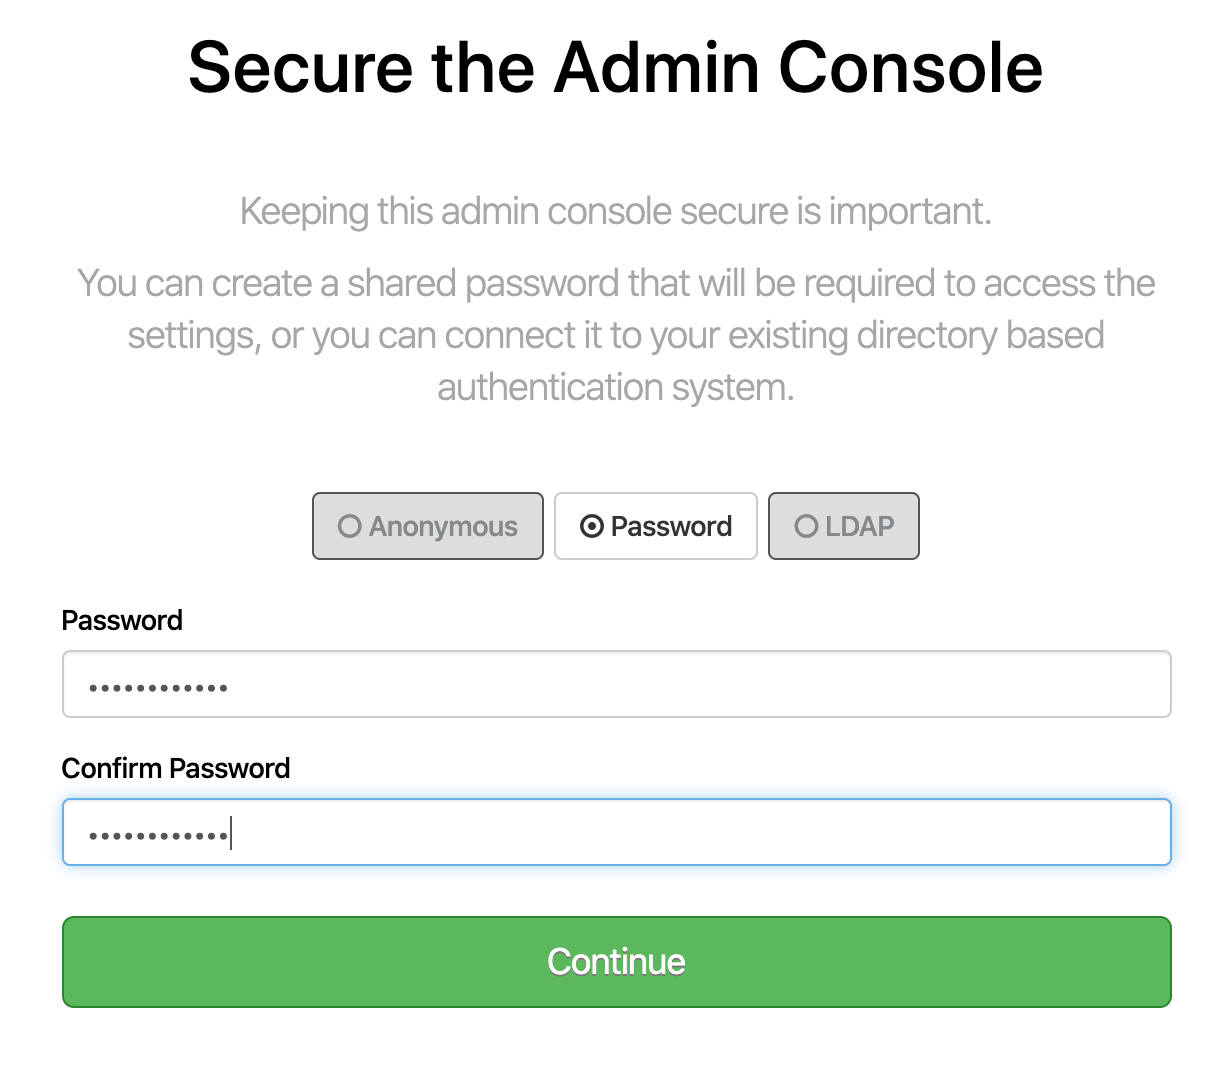 Secure the Admin Console
Keeping this admin console secure is important.
You can create a shared password that will be required to access the
settings, or you can connect it to your existing directory based
authentication system.
Anonymous Password LDAP
Password
••••••••••••
Confirm Password
••••••••••••
Continue